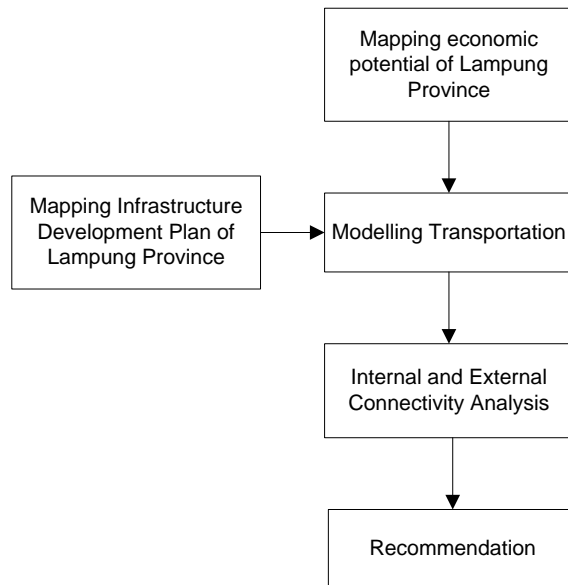 Mapping economic
potential of Lampung
Province
Mapping Infrastructure
Development Plan of
Lampung Province
Modelling Transportation
Internal and External
Connectivity Analysis
Recommendation